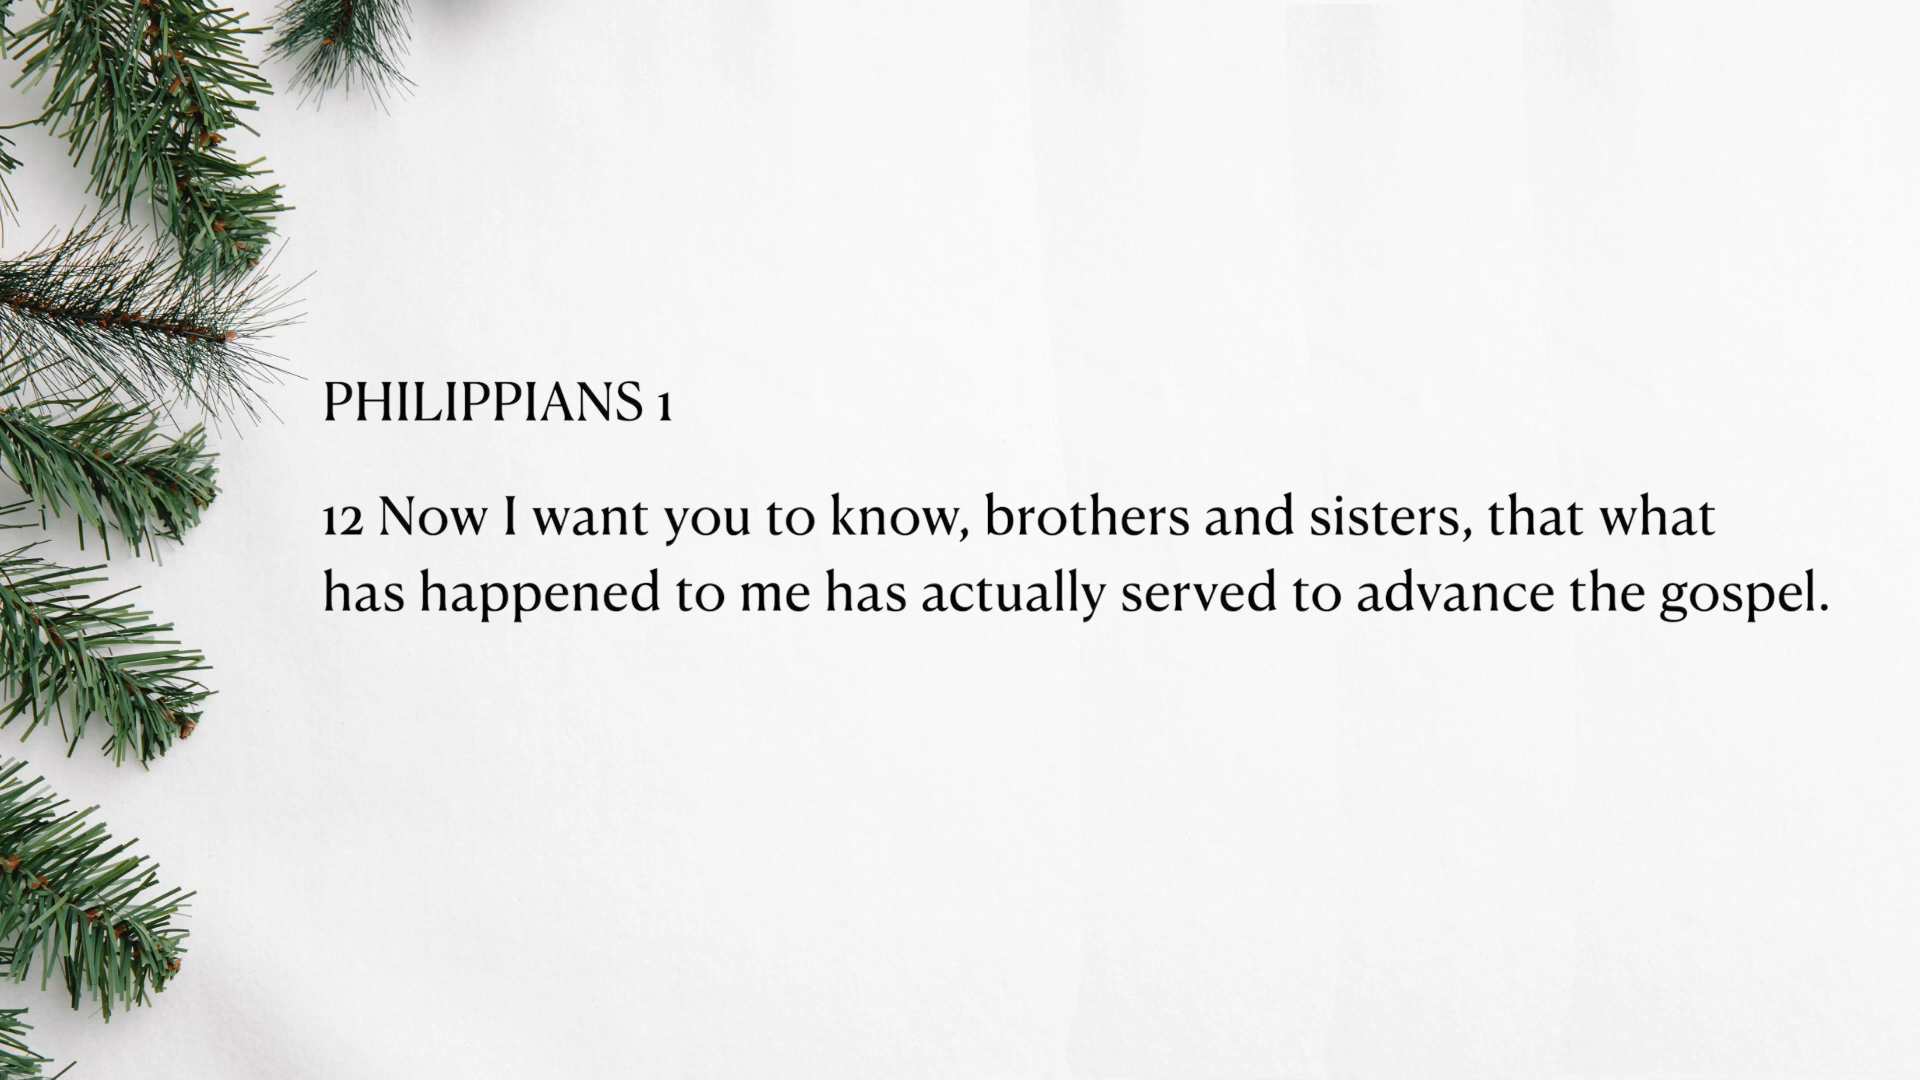 PHILIPPIANS 1
12 Now I want you to know, brothers and sisters, that what
has happened to me has actually served to advance the gospel.